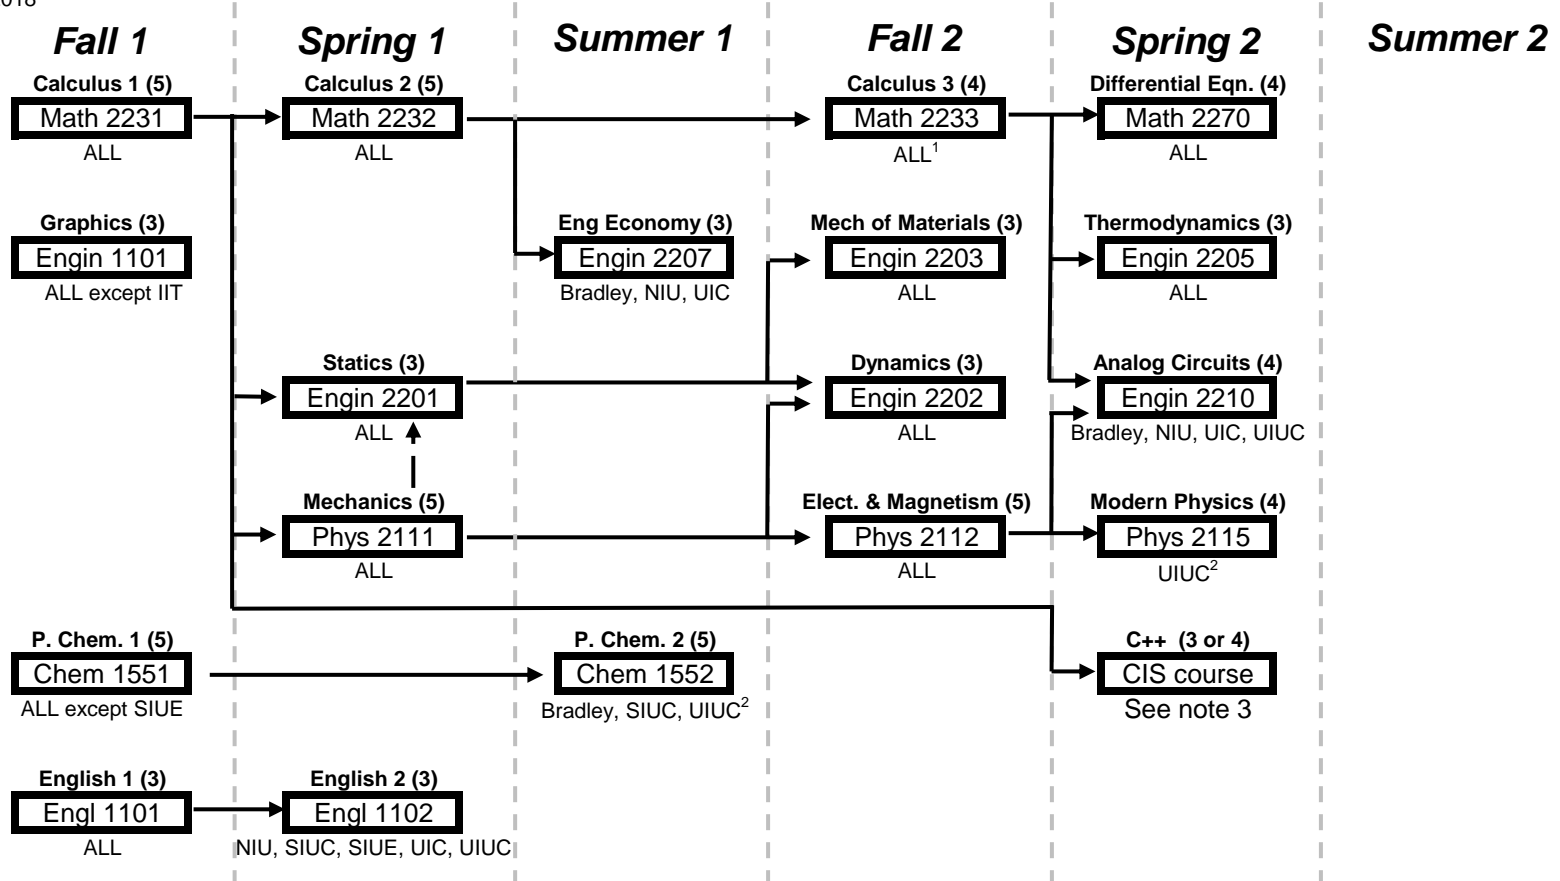 2018
Fall 1
Spring 1
Summer 1
Fall 2
Spring 2
Summer 2
Calculus 1 (5)
Math 2231
ALL
Calculus 2 (5)
Math 2232
ALL
Calculus 3 (4)
Math 2233
ALL1
Differential Eqn. (4)
Math 2270
ALL
Graphics (3)
Engin 1101
ALL except IIT
Eng Economy (3)
Engin 2207
Bradley, NIU, UIC
Mech of Materials (3)
Engin 2203
ALL
Thermodynamics (3)
Engin 2205
ALL
Statics (3)
Engin 2201
ALL
Dynamics (3)
Engin 2202
ALL
Analog Circuits (4)
Engin 2210
Bradley, NIU, UIC, UIUC
Mechanics (5)
Phys 2111
ALL
Elect. & Magnetism (5)
Phys 2112
ALL
Modern Physics (4)
Phys 2115
UIUC2
P. Chem. 1 (5)
Chem 1551
ALL except SIUE
P. Chem. 2 (5)
Chem 1552
Bradley, SIUC, UIUC2
C++ (3 or 4)
CIS course
See note 3
English 1 (3)
Engl 1101
ALL
English 2 (3)
Engl 1102
NIU, SIUC, SIUE, UIC, UIUC